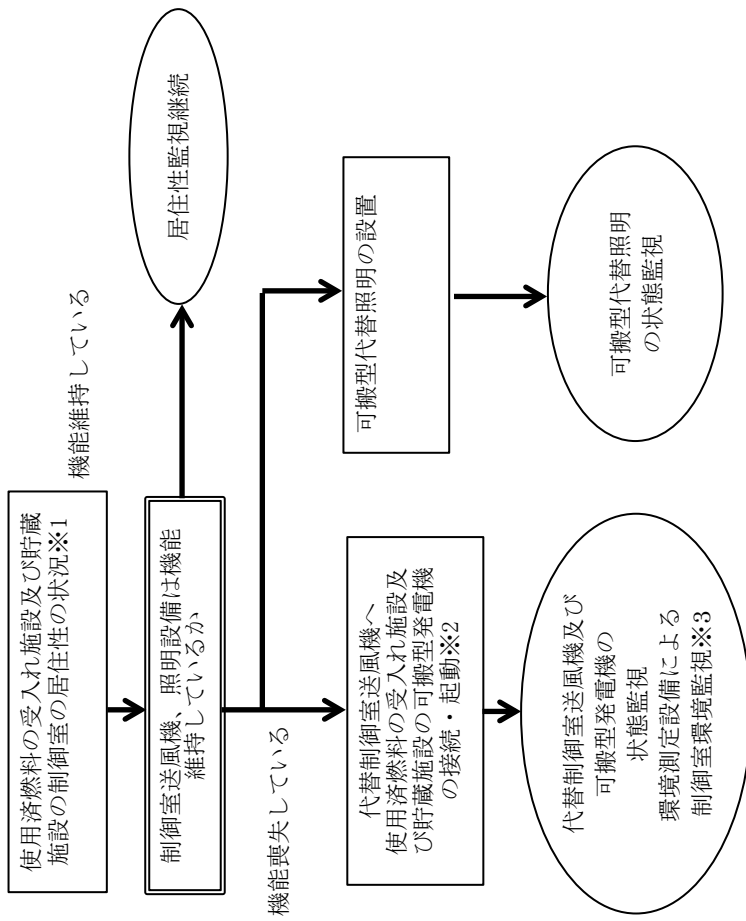 使用済燃料の受入れ施設及び貯蔵
施設の制御室の居住性の状況※1
機能維持している
制御室送風機、照明設備は機能
維持しているか
居住性監視継続
機能喪失している
代替制御室送風機へ
使用済燃料の受入れ施設及
び貯蔵施設の可搬型発電機
の接続・起動※2
可搬型代替照明の設置
代替制御室送風機及び
可搬型発電機の
状態監視
環境測定設備による
制御室環境監視※3
可搬型代替照明
の状態監視